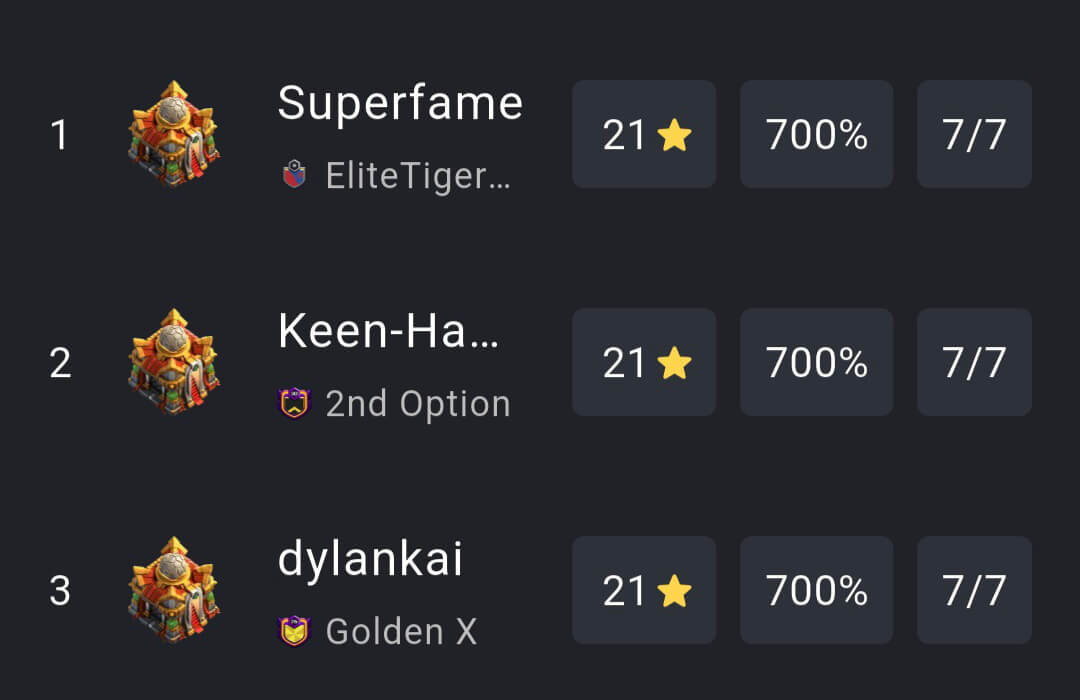 1
Superfame
EliteTiger...
21
700%
7/7
2
Keen-Ha...
2nd Option
21
700%
7/7
3
dylankai
Golden X
21
700%
7/7